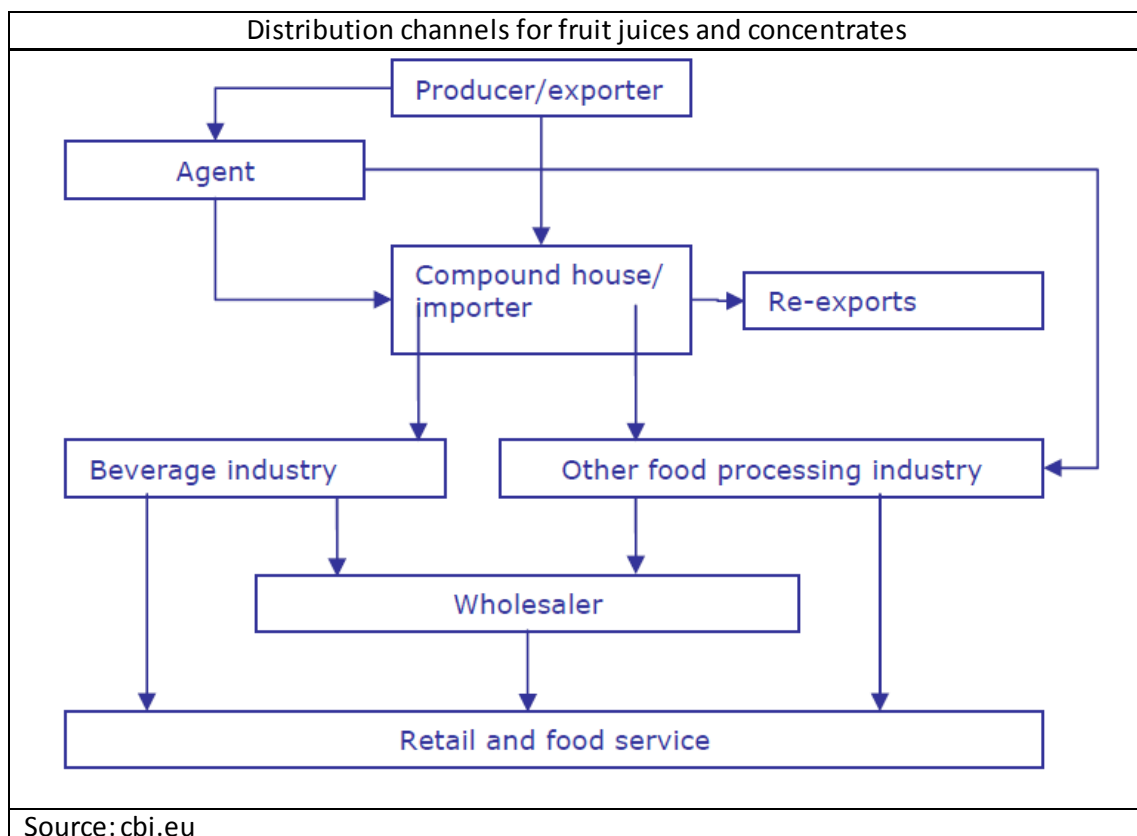 Distribution channels for fruit juices and concentrates
Producer/exporter
Agent
Compound house/
importer
Re-exports
Beverage industry
Other food processing industry
Wholesaler
Retail and food service
Source: cbi.eu